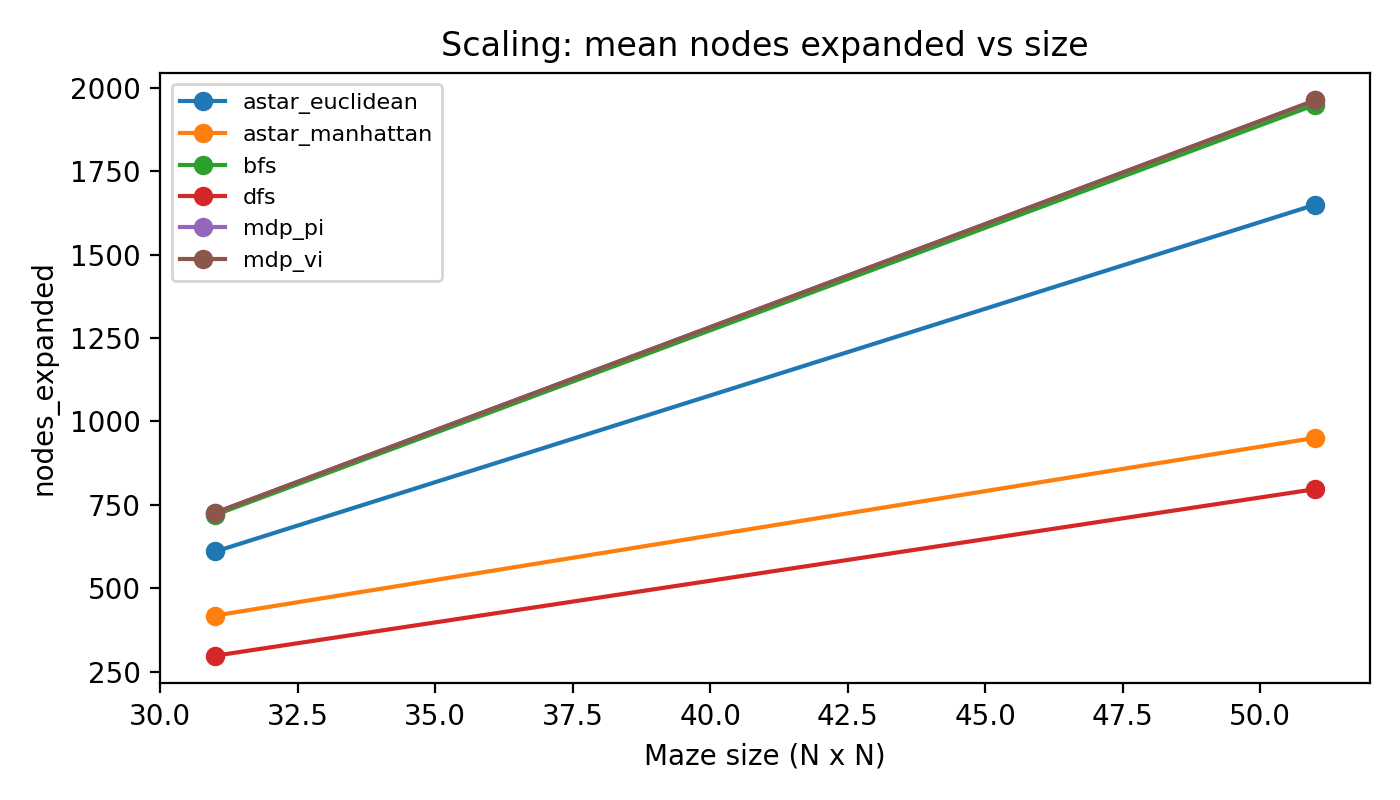 Scaling: mean nodes expanded vs size
nodes_expanded
2000
1750
1500
1250
1000
750
500
250
astar_euclidean
astar_manhattan
bfs
dfs
mdp_pi
mdp_vi
30.0 32.5 35.0 37.5 40.0 42.5 45.0 47.5 50.0
Maze size (N x N)